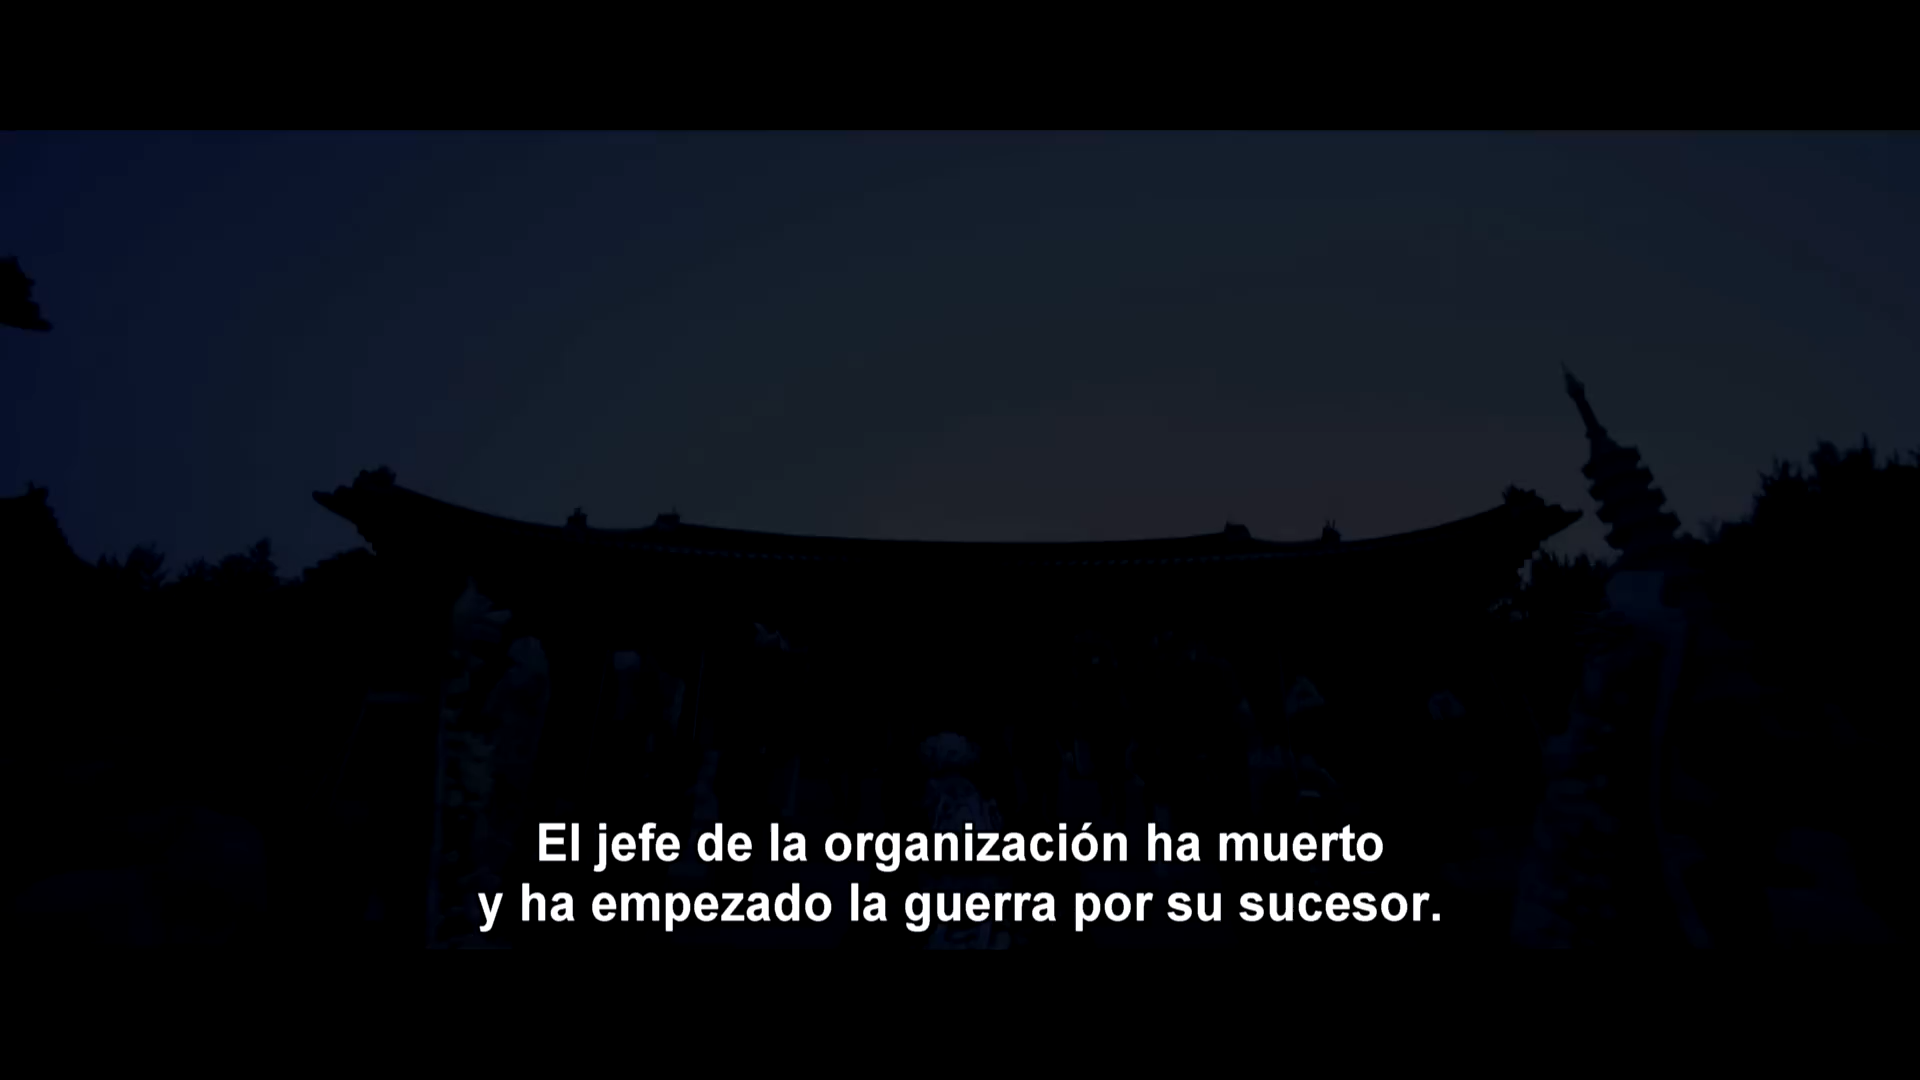 El jefe de la organización ha muerto
y ha empezado la guerra por su sucesor.